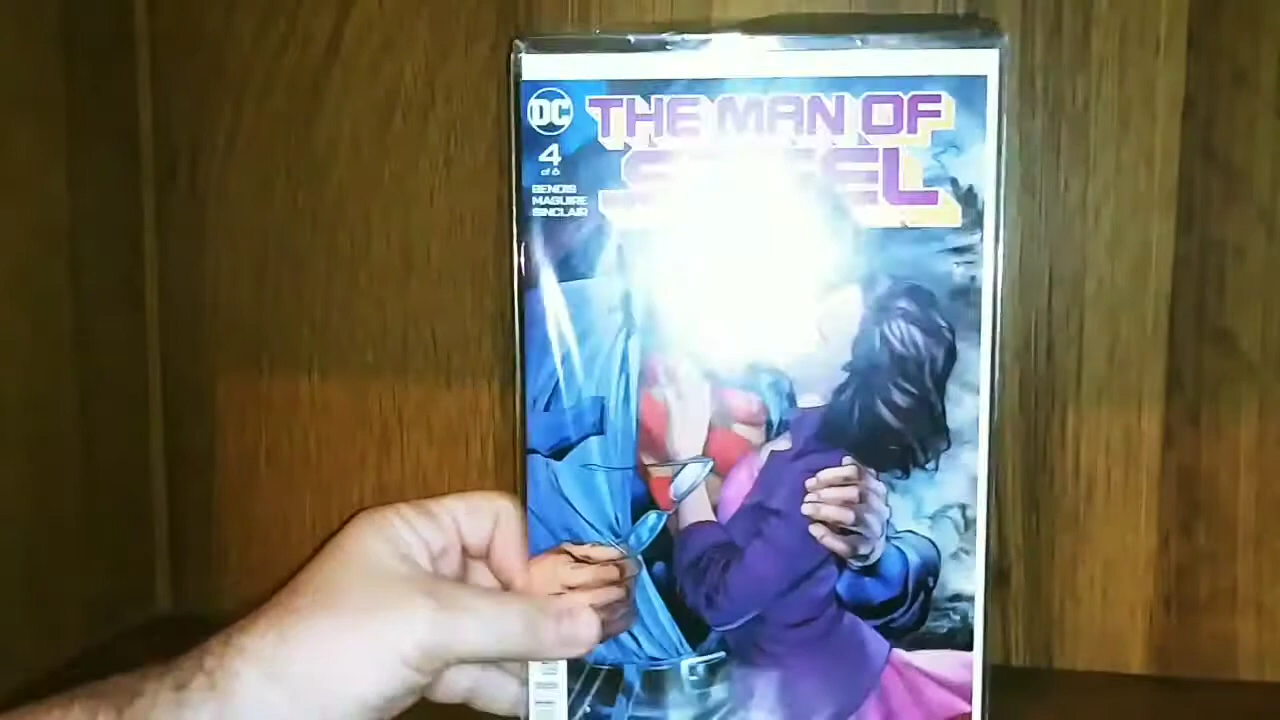 DC
THE MAN OF
STEEL
4
of 6
BENDIS
MAGUIRE
SINCLAIR